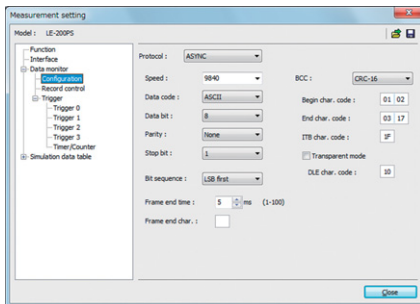 Measurement setting
Model : LE-200PS
Function
Interface
Data monitor
Configuration
Record control
Trigger
Trigger 0
Trigger 1
Trigger 2
Trigger 3
Timer/Counter
Simulation data table
Protocol : ASYNC
Speed : 9840
Data code : ASCII
Data bit : 8
Parity : None
Stop bit : 1
Bit sequence : LSB first
Frame end time : 5 ms (1-100)
Frame end char. :
BCC : CRC-16
Begin char. code : 01 02
End char. code : 03 17
ITB char. code : 1F
Transparent mode
DLE char. code : 10
Close